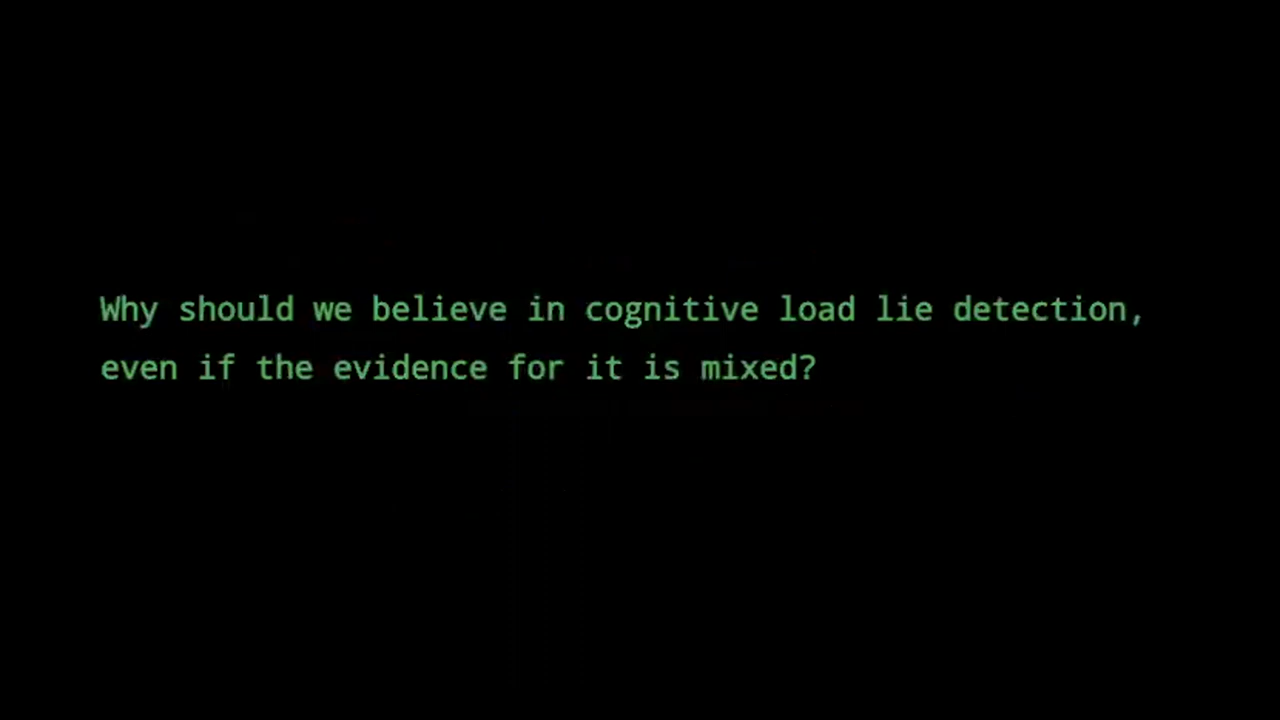 Why should we believe in cognitive load lie detection,
even if the evidence for it is mixed?